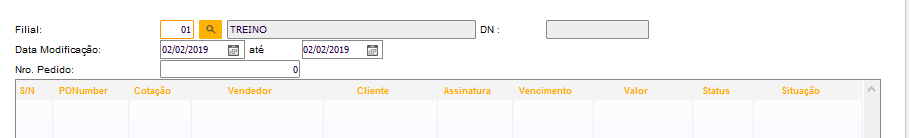 Filial: 01 TREINO DN :
Data Modificação: 02/02/2019 até 02/02/2019
Nro. Pedido: 0
S/N PONumber Cotação Vendedor Cliente Assinatura Vencimento Valor Status Situação